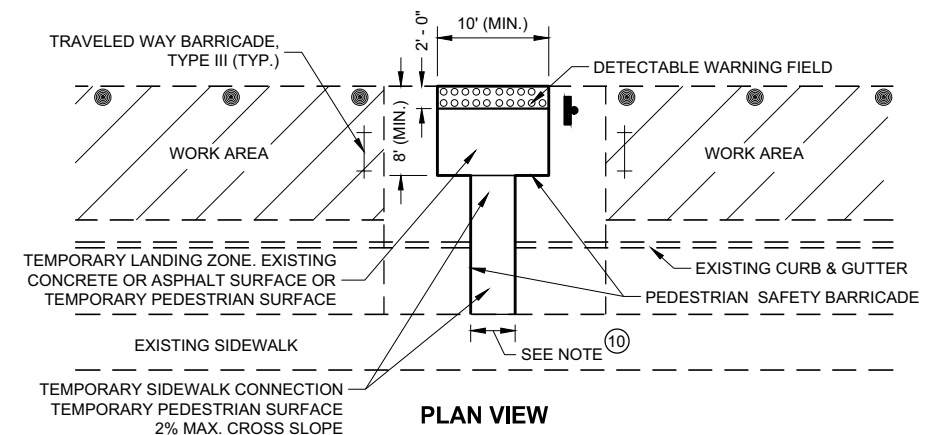 10' (MIN.)
2' - 0"
TRAVELED WAY BARRICADE,
TYPE III (TYP.)
DETECTABLE WARNING FIELD
8' (MIN.)
WORK AREA
WORK AREA
TEMPORARY LANDING ZONE. EXISTING
CONCRETE OR ASPHALT SURFACE OR
TEMPORARY PEDESTRIAN SURFACE
EXISTING CURB & GUTTER
PEDESTRIAN SAFETY BARRICADE
EXISTING SIDEWALK
SEE NOTE 10
TEMPORARY SIDEWALK CONNECTION
TEMPORARY PEDESTRIAN SURFACE
2% MAX. CROSS SLOPE
PLAN VIEW